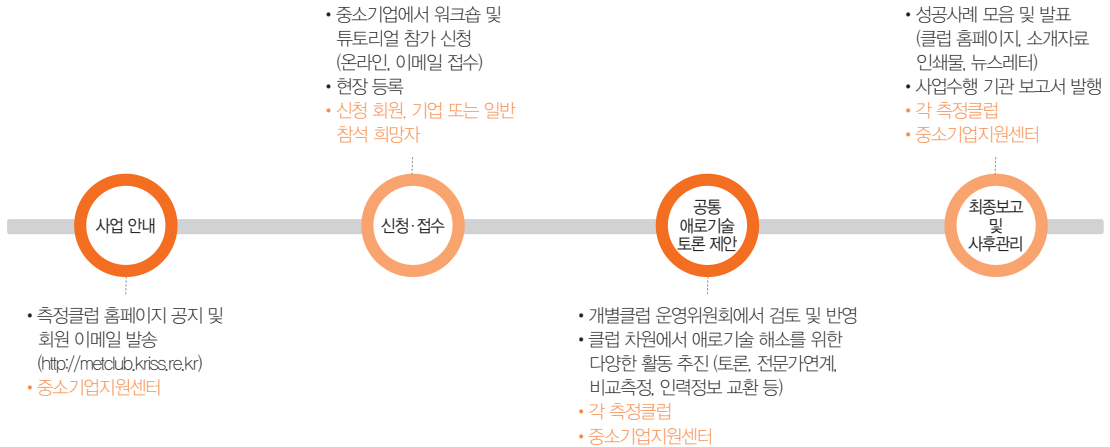 • 중소기업에서 워크숍 및
튜토리얼 참가 신청
(온라인, 이메일 접수)
• 현장 등록
• 신청 회원, 기업 또는 일반
참석 희망자
• 성공사례 모음 및 발표
(클럽 홈페이지, 소개자료
인쇄물, 뉴스레터)
• 사업수행 기관 보고서 발행
• 각 측정클럽
• 중소기업지원센터
사업 안내
신청·접수
공통
애로기술
토론 제안
최종보고
및
사후관리
• 측정클럽 홈페이지 공지 및
회원 이메일 발송
(http://metclub.kriss.re.kr)
• 중소기업지원센터
• 개별클럽 운영위원회에서 검토 및 반영
• 클럽 차원에서 애로기술 해소를 위한
다양한 활동 추진 (토론, 전문가연계,
비교측정, 인력정보 교환 등)
• 각 측정클럽
• 중소기업지원센터